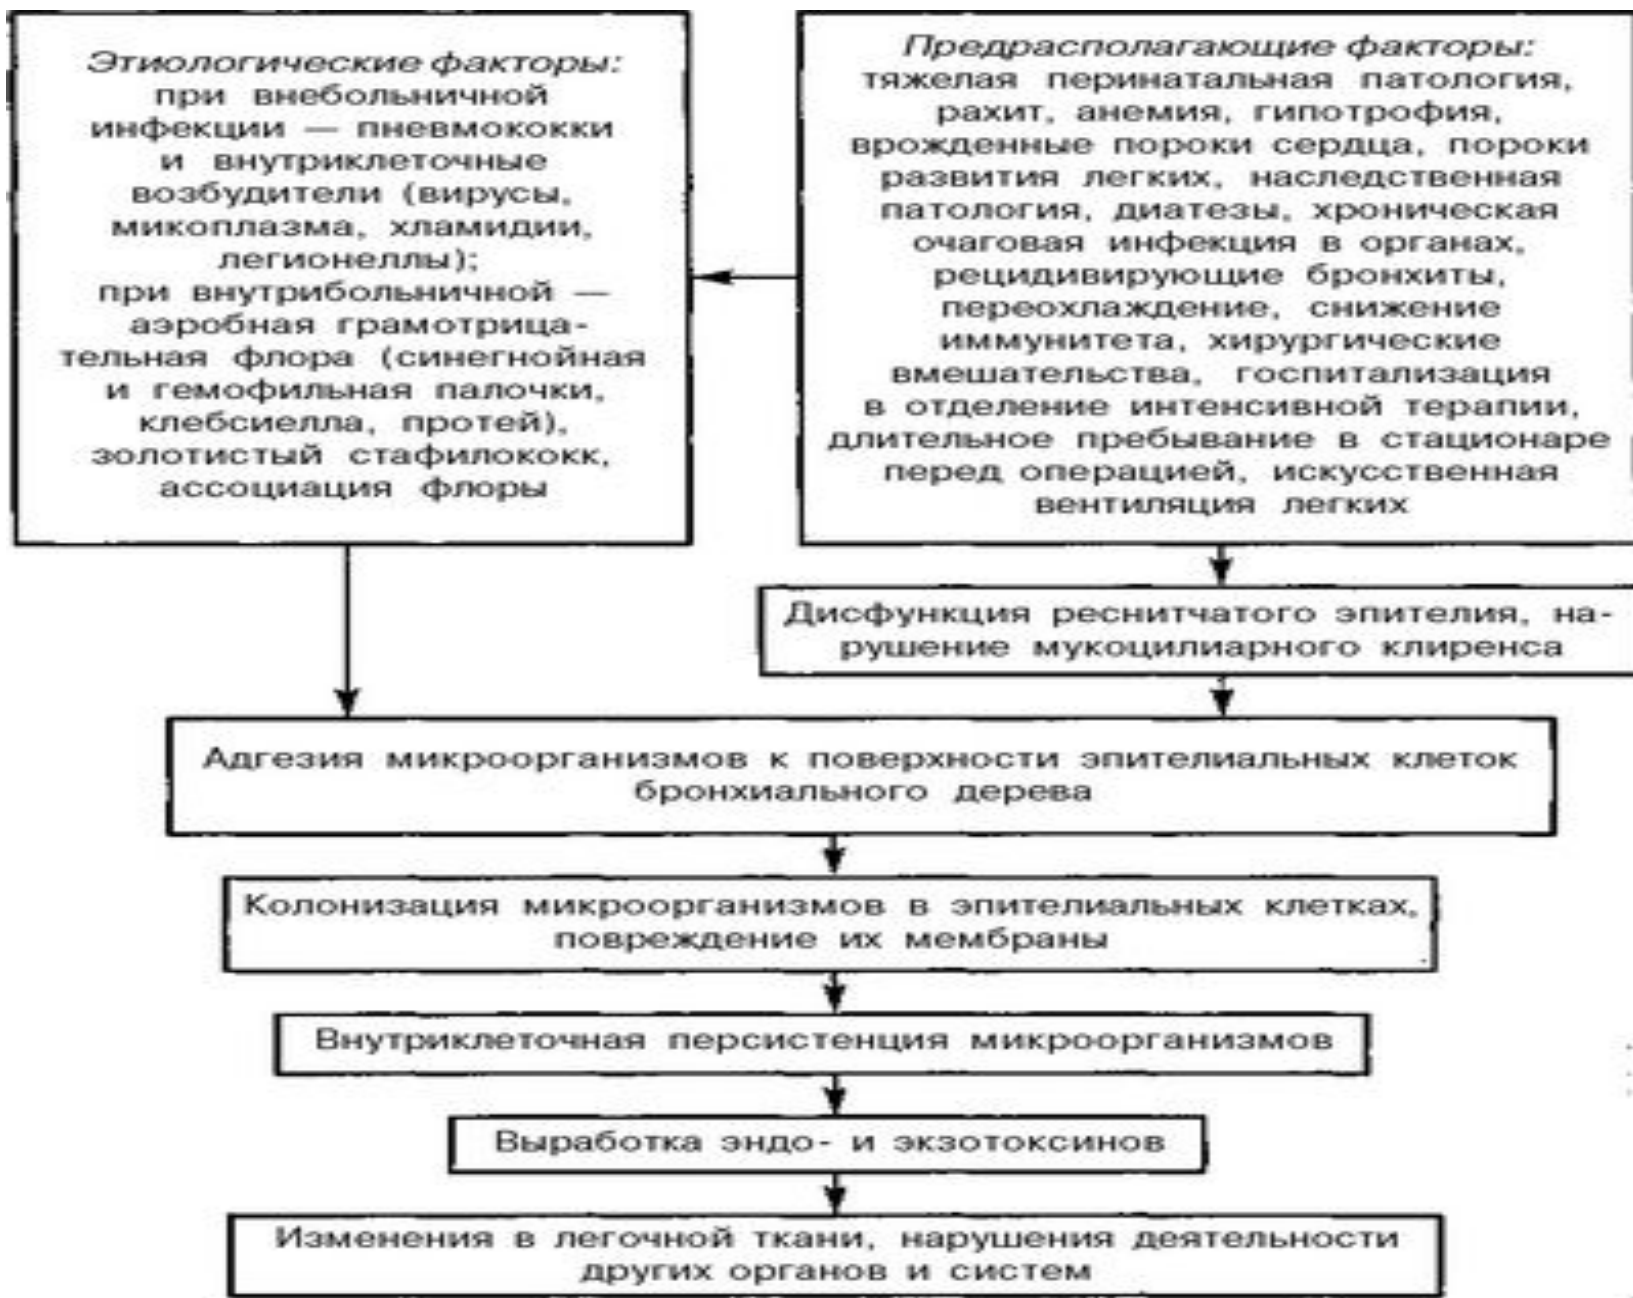 Этиологические факторы:
при внебольничной
инфекции — пневмококки
и внутриклеточные
возбудители (вирусы,
микоплазма, хламидии,
легионеллы);
при внутрибольничной —
аэробная грамотрица-
тельная флора (синегнойная
и гемофильная палочки,
клебсиелла, протей),
золотистый стафилококк,
ассоциация флоры
Предрасполагающие факторы:
тяжелая перинатальная патология,
рахит, анемия, гипотрофия,
врожденные пороки сердца, пороки
развития легких, наследственная
патология, диатезы, хроническая
очаговая инфекция в органах,
рецидивирующие бронхиты,
переохлаждение, снижение
иммунитета, хирургические
вмешательства, госпитализация
в отделение интенсивной терапии,
длительное пребывание в стационаре
перед операцией, искусственная
вентиляция легких
Дисфункция реснитчатого эпителия, на-
рушение мукоцилиарного клиренса
Адгезия микроорганизмов к поверхности эпителиальных клеток
бронхиального дерева
Колонизация микроорганизмов в эпителиальных клетках,
повреждение их мембраны
Внутриклеточная персистенция микроорганизмов
Выработка эндо- и экзотоксинов
Изменения в легочной ткани, нарушения деятельности
других органов и систем